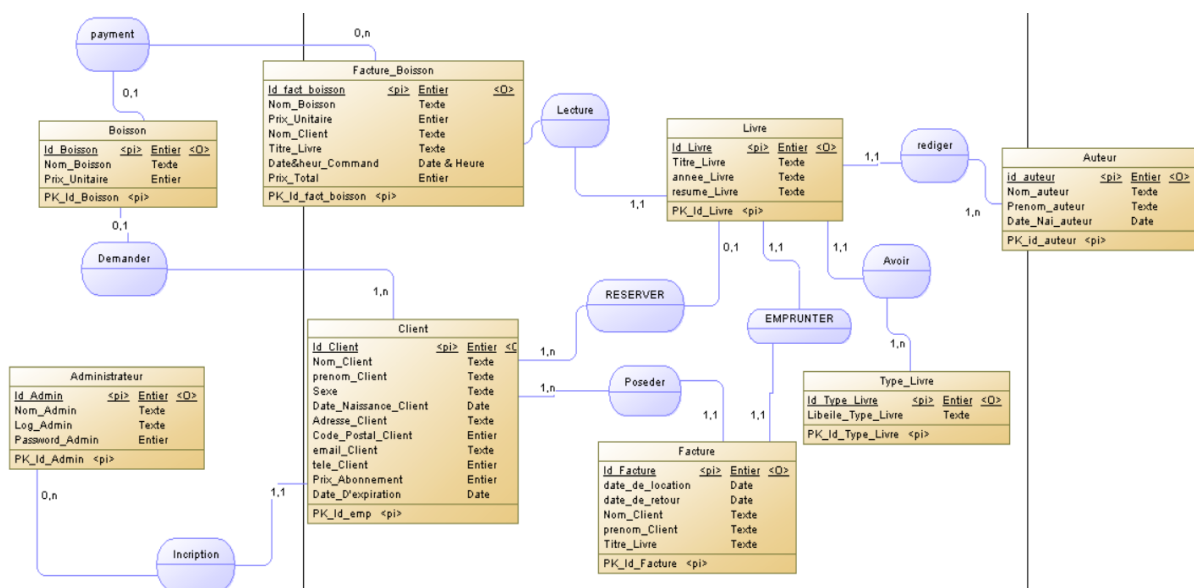 payment
0,n
0,1
Facture_Boisson
Id_fact_boisson <pi> Entier <O>
Nom_Boisson Texte
Prix_Unitaire Entier
Nom_Client Texte
Titre_Livre Texte
Date&heur_Command Date & Heure
Prix_Total Entier
PK_Id_fact_boisson <pi>
Lecture
1,1
Boisson
Id_Boisson <pi> Entier <O>
Nom_Boisson Texte
Prix_Unitaire Entier
PK_Id_Boisson <pi>
0,1
Livre
Id_Livre <pi> Entier <O>
Titre_Livre Texte
annee_Livre Texte
resume_Livre Texte
PK_Id_Livre <pi>
1,1
rediger
1,n
Auteur
id_auteur <pi> Entier <O>
Nom_auteur Texte
Prenom_auteur Texte
Date_Nai_auteur Date
PK_id_auteur <pi>
0,1
1,1
1,1
Demander
1,n
RESERVER
1,n
EMPRUNTER
1,1
Avoir
1,n
Client
Id_Client <pi> Entier
Nom_Client Texte
prenom_Client Texte
Sexe Texte
Date_Naissance_Client Date
Adresse_Client Texte
Code_Postal_Client Entier
email_Client Texte
tele_Client Entier
Prix_Abonnement Entier
Date_D'expiration Date
PK_Id_emp <pi>
1,n
Poseder
1,1
Type_Livre
Id_Type_Livre <pi> Entier <O>
Libeile_Type_Livre Texte
PK_Id_Type_Livre <pi>
Administrateur
Id_Admin <pi> Entier <O>
Nom_Admin Texte
Log_Admin Texte
Password_Admin Entier
PK_Id_Admin <pi>
0,n
1,1
Incription
Facture
Id_Facture <pi> Entier <O>
date_de_location Date
date_de_retour Date
Nom_Client Texte
prenom_Client Texte
Titre_Livre Texte
PK_Id_Facture <pi>